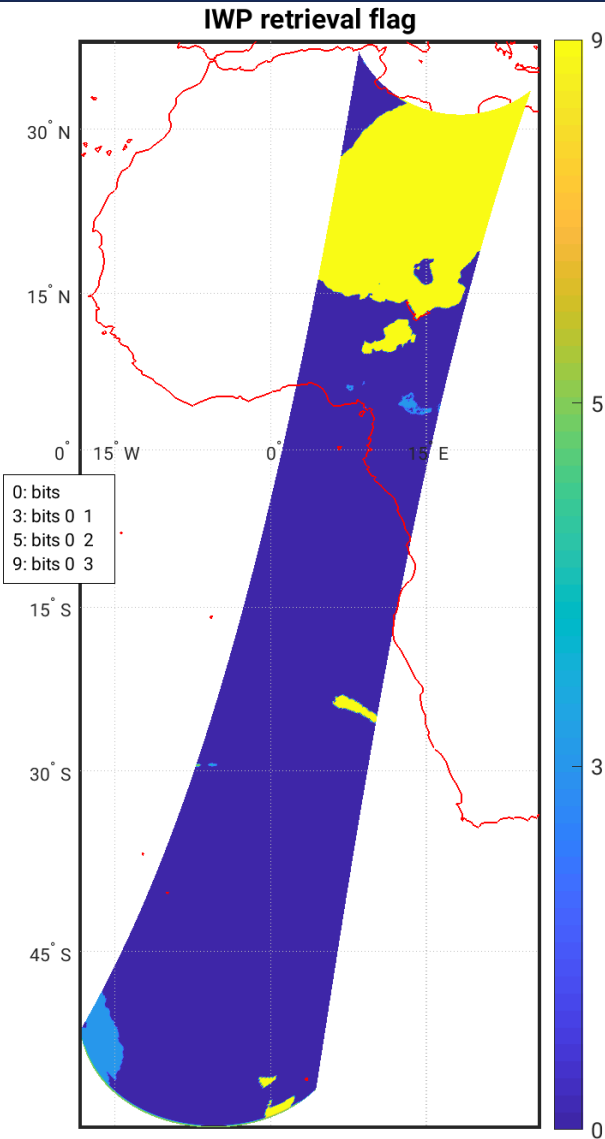 IWP retrieval flag
9
30° N
15° N
5
0°
15° W
0°
15° E
0: bits
3: bits 0 1
5: bits 0 2
9: bits 0 3
15° S
30° S
3
45° S
0